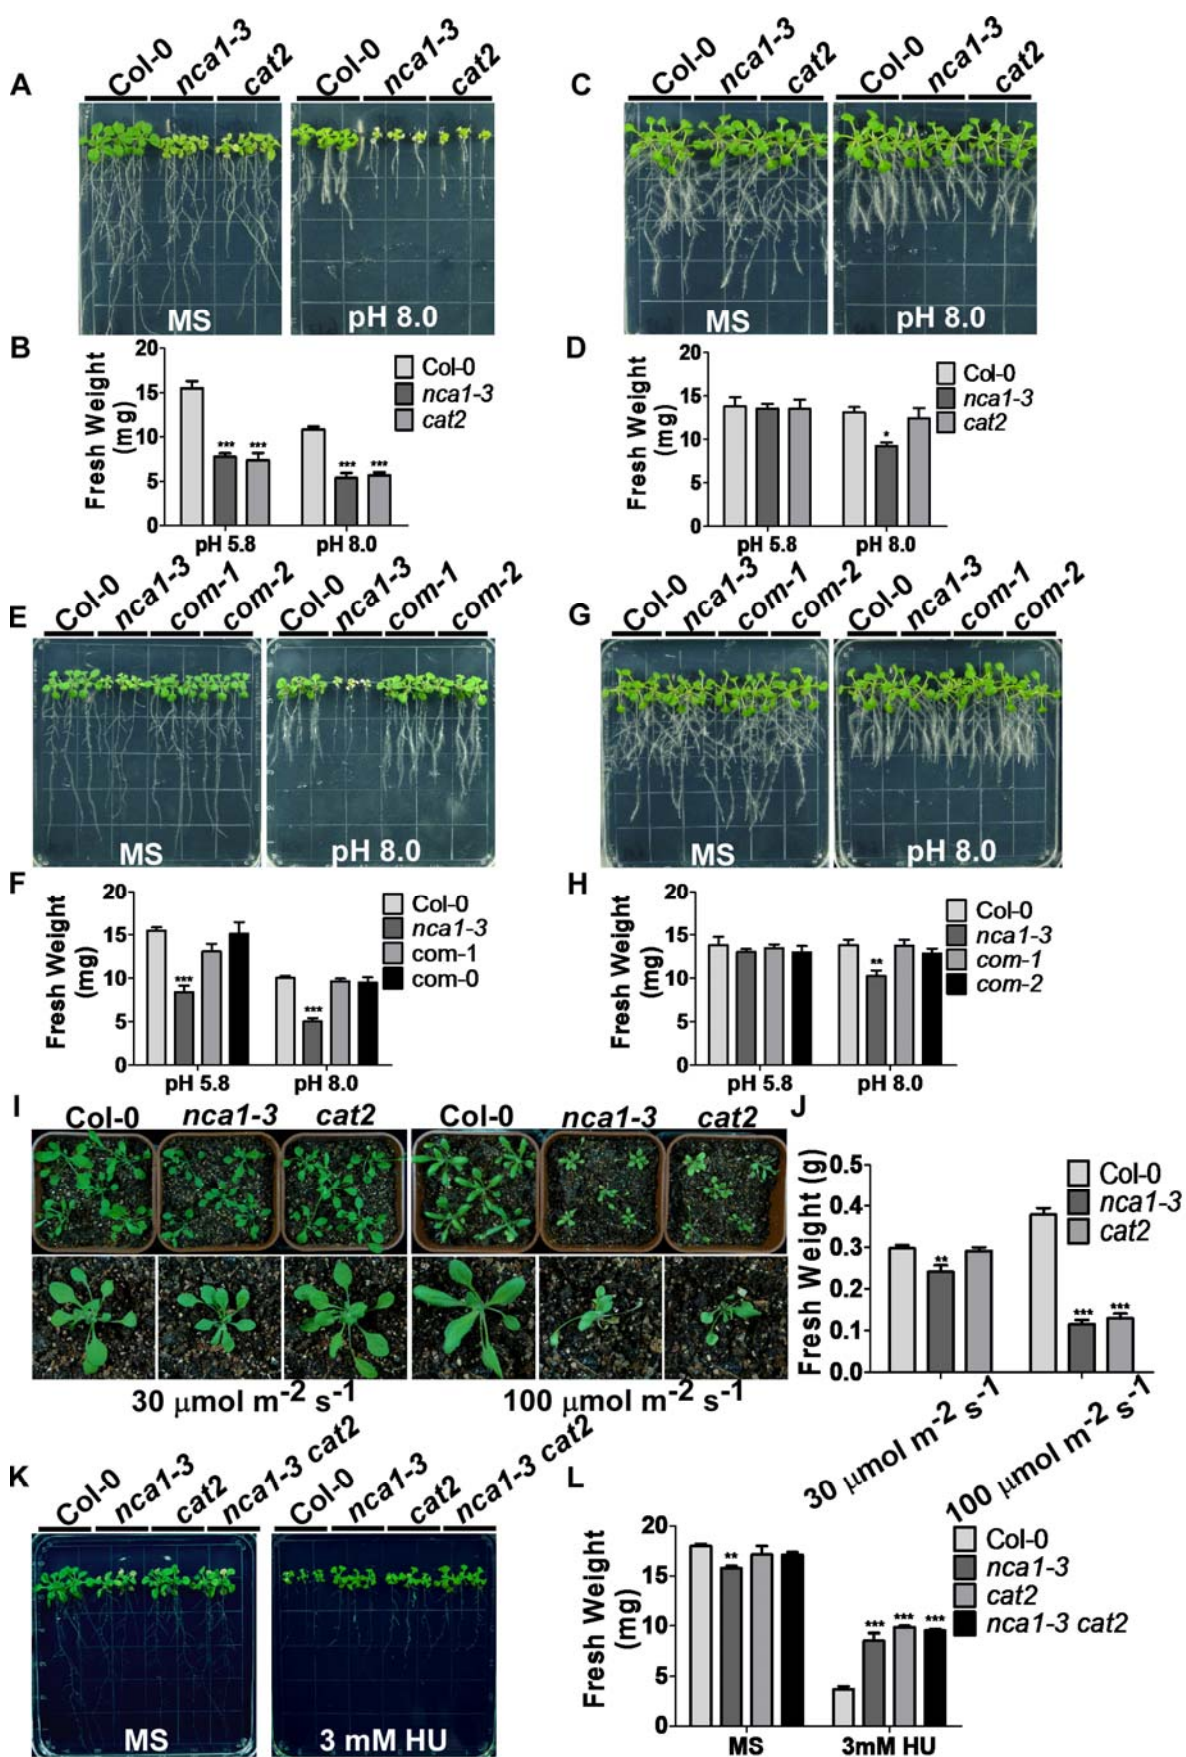 A
Col-0 nca1-3 cat2 Col-0 nca1-3 cat2
MS pH 8.0
C
Col-0 nca1-3 cat2 Col-0 nca1-3 cat2
MS pH 8.0
B
Fresh Weight
(mg)
20
15
10
5
0
*** *** *** ***
pH 5.8 pH 8.0
Col-0
nca1-3
cat2
D
Fresh Weight
(mg)
20
15
10
5
0
*
pH 5.8 pH 8.0
Col-0
nca1-3
cat2
E
Col-0 nca1-3 com-1 com-2 Col-0 nca1-3 com-1 com-2
MS pH 8.0
G
Col-0 nca1-3 com-1 com-2 Col-0 nca1-3 com-1 com-2
MS pH 8.0
F
Fresh Weight
(mg)
20
15
10
5
0
*** ***
pH 5.8 pH 8.0
Col-0
nca1-3
com-1
com-0
H
Fresh Weight
(mg)
20
15
10
5
0
**
pH 5.8 pH 8.0
Col-0
nca1-3
com-1
com-2
I
Col-0 nca1-3 cat2 Col-0 nca1-3 cat2
30 µmol m⁻² s⁻¹ 100 µmol m⁻² s⁻¹
J
Fresh Weight (g)
0.5
0.4
0.3
0.2
0.1
0.0
** *** ***
30 µmol m⁻² s⁻¹
100 µmol m⁻² s⁻¹
Col-0
nca1-3
cat2
K
Col-0 nca1-3 cat2 nca1-3 cat2 Col-0 nca1-3 cat2 nca1-3 cat2
MS 3 mM HU
L
Fresh Weight
(mg)
20
15
10
5
0
** *** *** ***
MS 3mM HU
Col-0
nca1-3
cat2
nca1-3 cat2